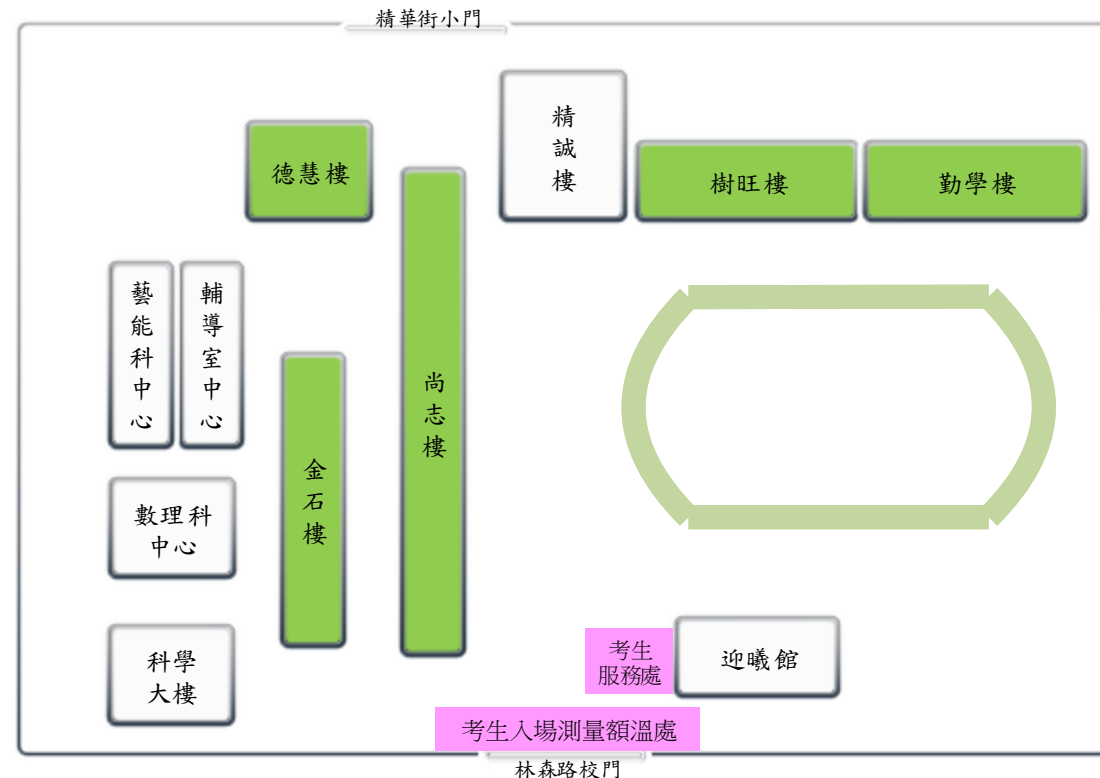 精華街小門
精誠樓
德慧樓
樹旺樓
勤學樓
藝能科中心
輔導室中心
尚志樓
金石樓
數理科
中心
科學
大樓
考生
服務處
迎曦館
考生入場測量額溫處
林森路校門